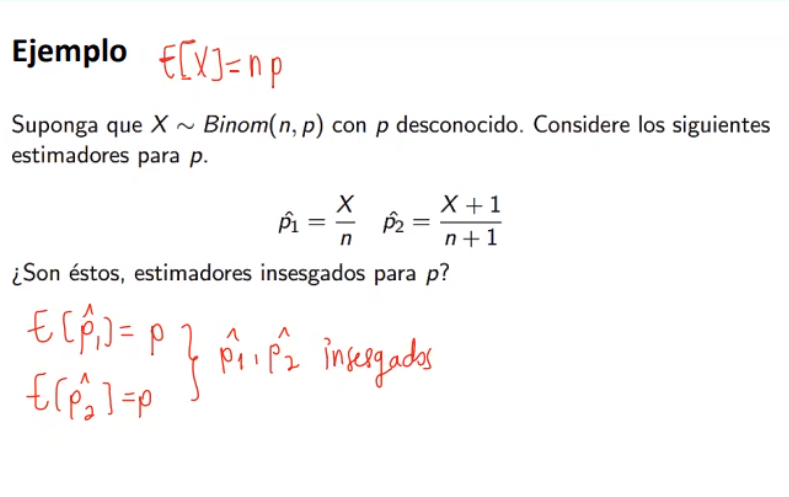 Ejemplo E[X]=np
Suponga que X ∼ Binom(n, p) con p desconocido. Considere los siguientes
estimadores para p.
p̂₁ = X/n  p̂₂ = (X + 1)/(n + 1)
¿Son éstos, estimadores insesgados para p?
E[p̂₁]=p } p̂₁, p̂₂ insesgados
E[p̂₂]=p